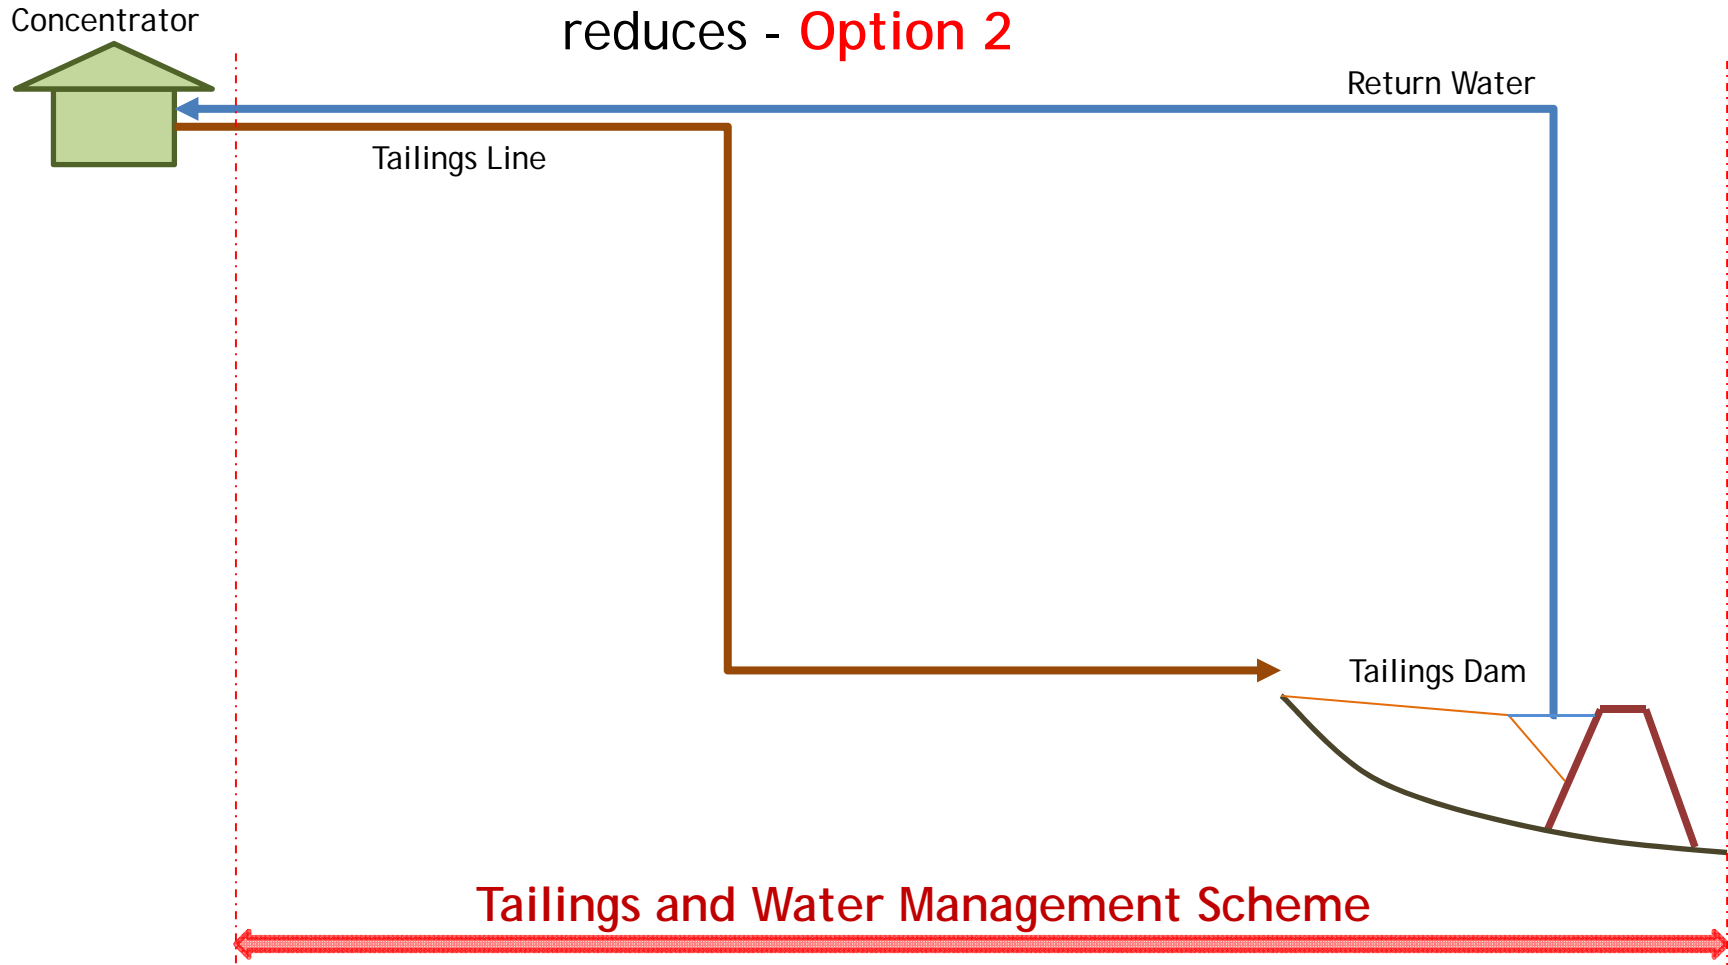 Concentrator
reduces - Option 2
Return Water
Tailings Line
Tailings Dam
Tailings and Water Management Scheme